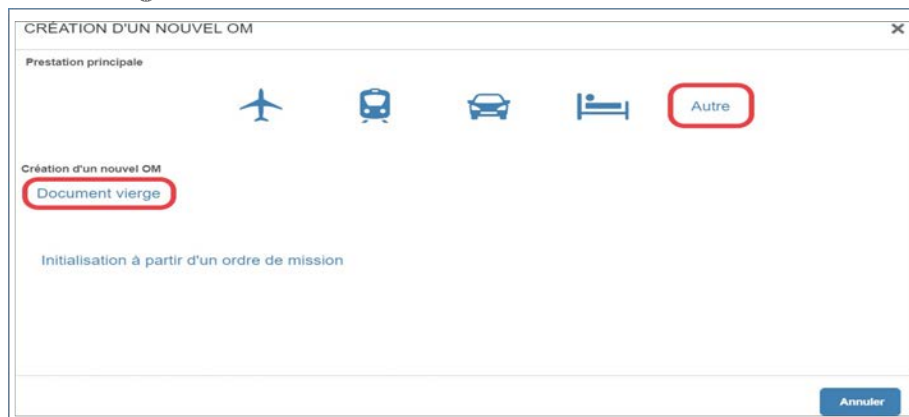 CRÉATION D'UN NOUVEL OM
Prestation principale
Autre
Création d'un nouvel OM
Document vierge
Initialisation à partir d'un ordre de mission
Annuler